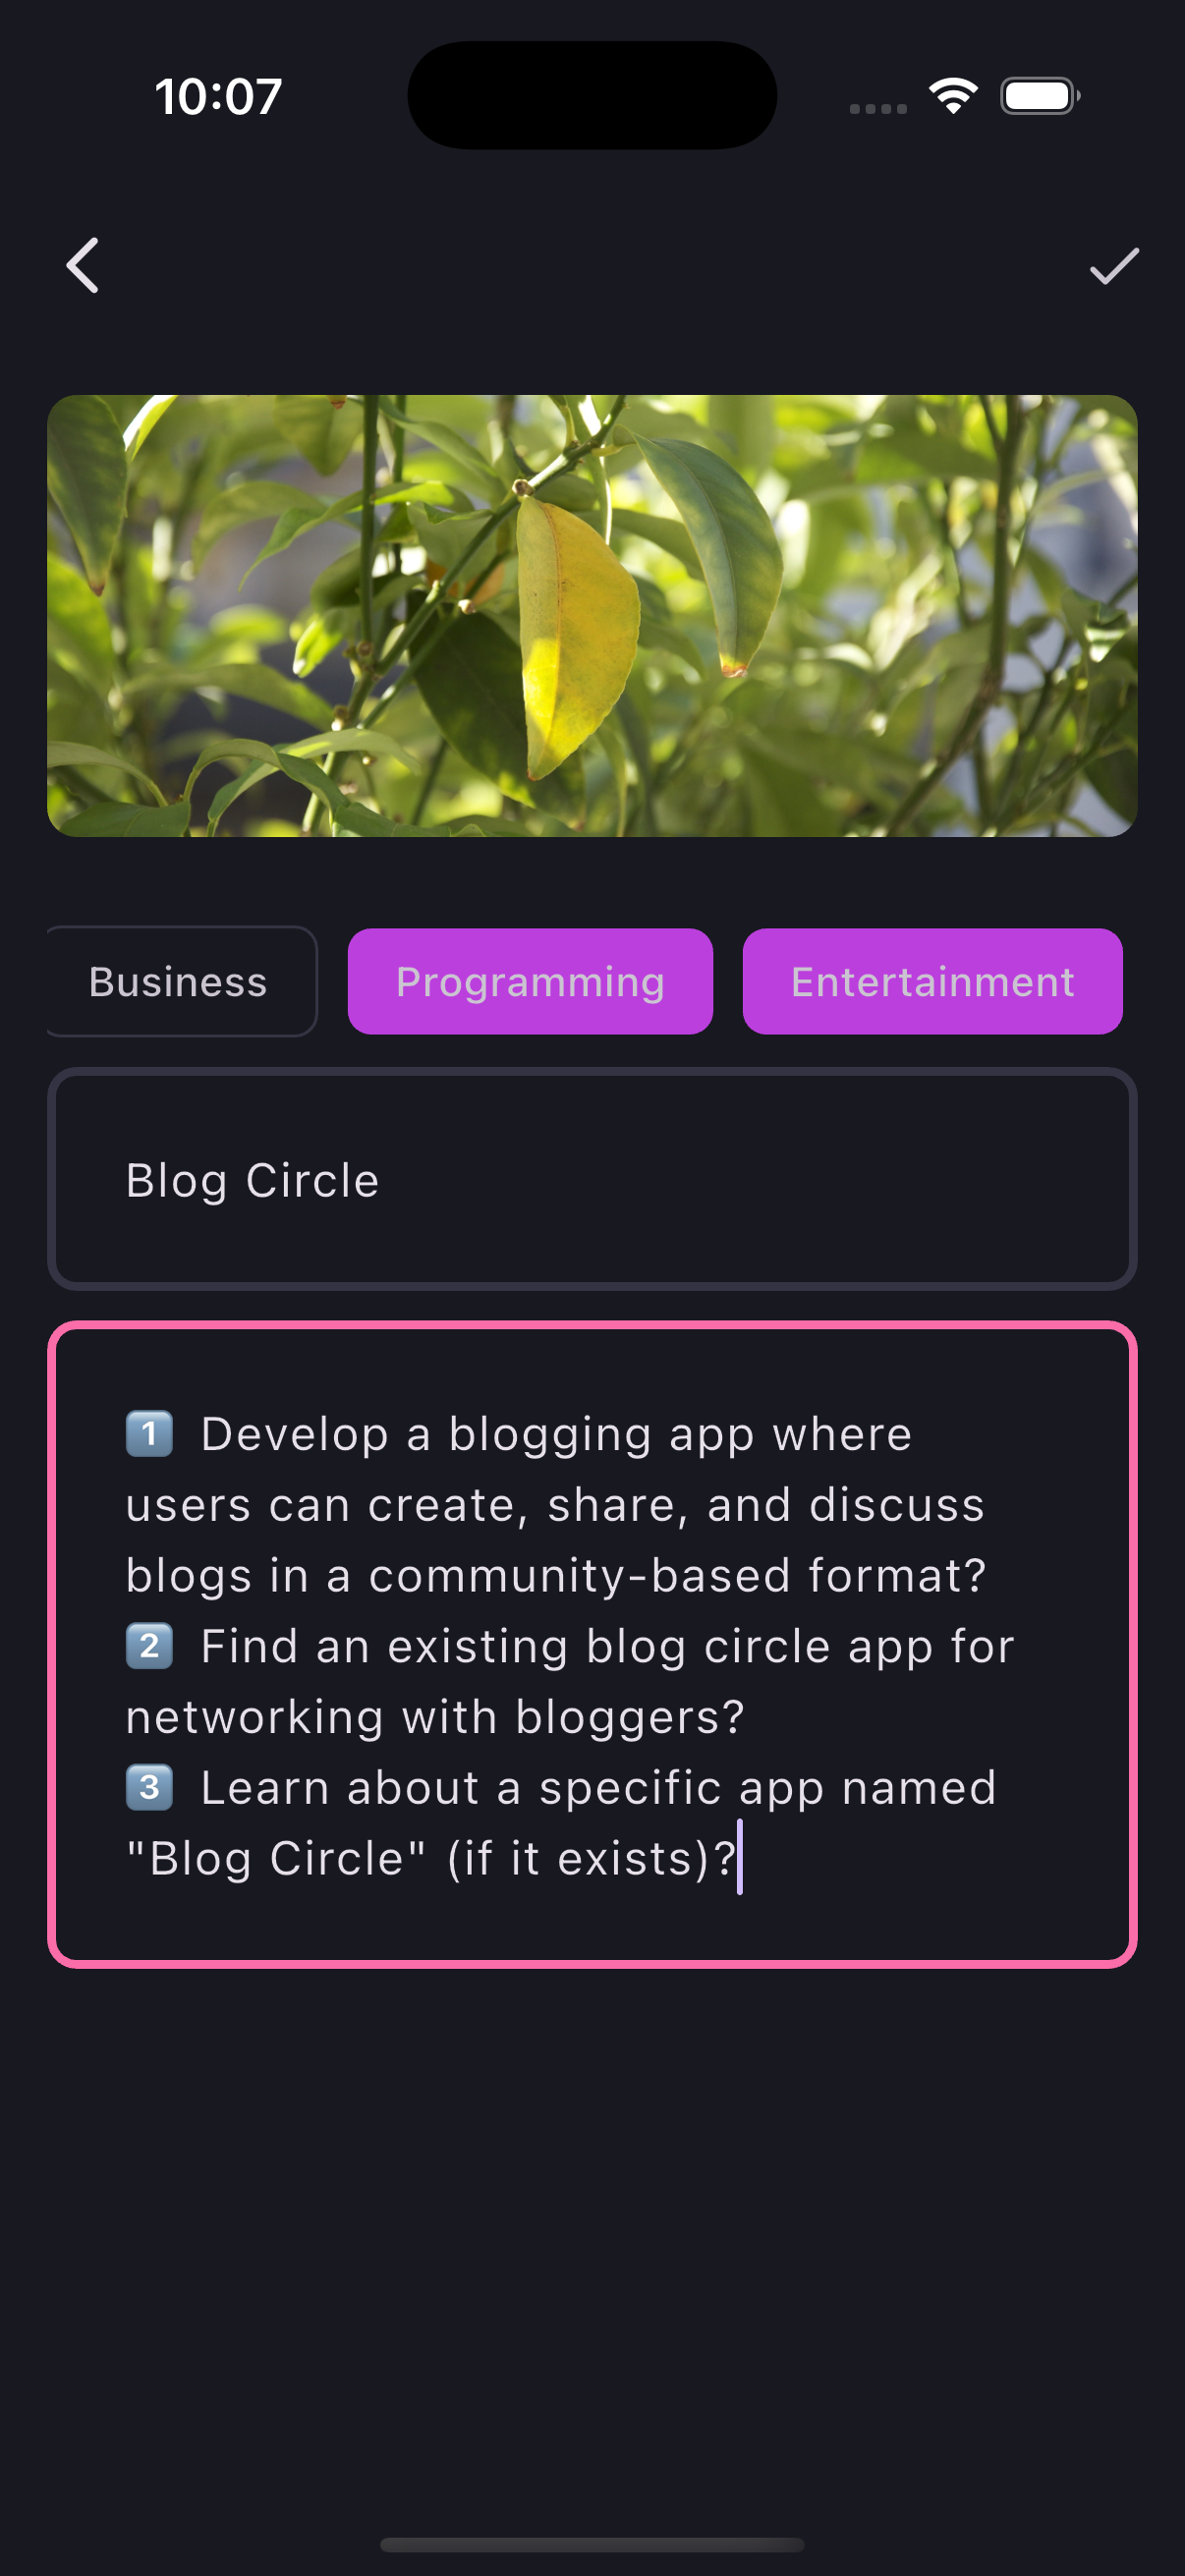 10:07
Business
Programming
Entertainment
Blog Circle
1️⃣ Develop a blogging app where
users can create, share, and discuss
blogs in a community-based format?
2️⃣ Find an existing blog circle app for
networking with bloggers?
3️⃣ Learn about a specific app named
"Blog Circle" (if it exists)?